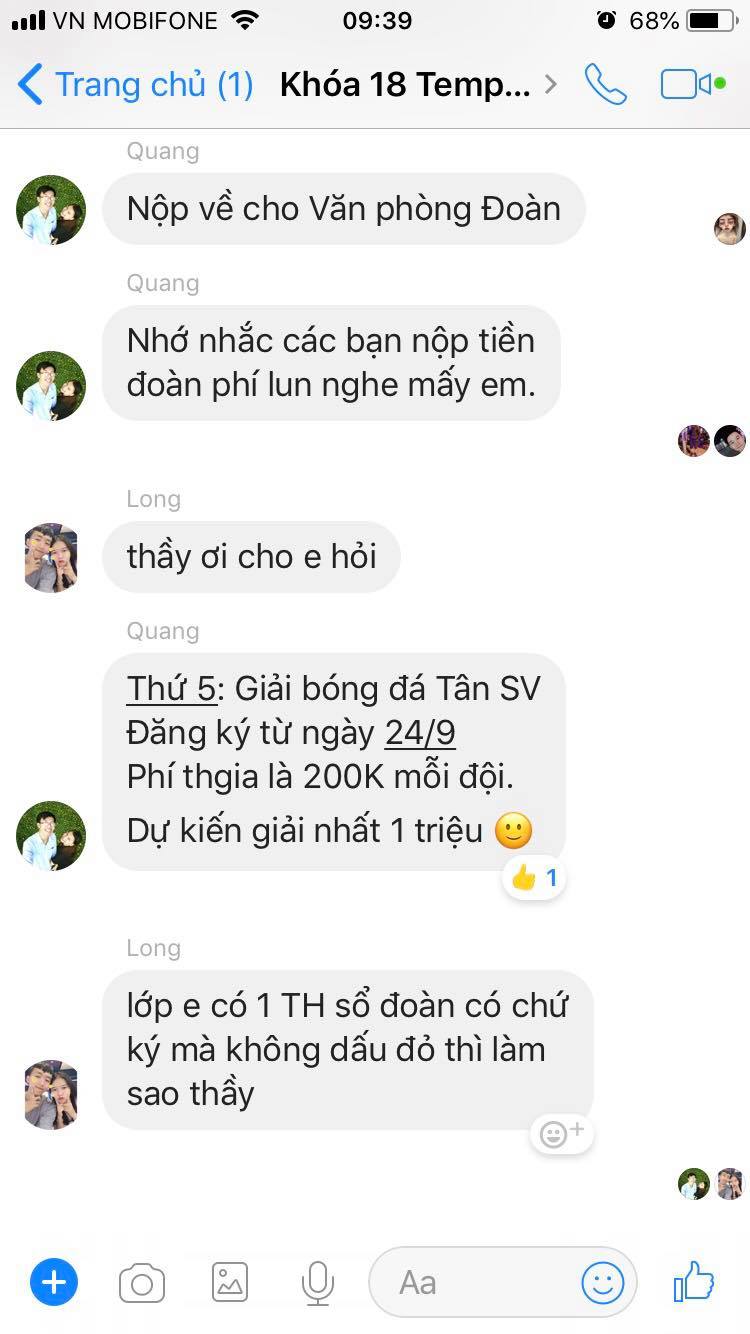 VN MOBIFONE 09:39 68%
Trang chủ (1) Khóa 18 Temp...
Quang
Nộp về cho Văn phòng Đoàn
Quang
Nhớ nhắc các bạn nộp tiền
đoàn phí lun nghe mấy em.
Long
thầy ơi cho e hỏi
Quang
Thứ 5: Giải bóng đá Tân SV
Đăng ký từ ngày 24/9
Phí thgia là 200K mỗi đội.
Dự kiến giải nhất 1 triệu 🙂
👍 1
Long
lớp e có 1 TH sổ đoàn có chứ
ký mà không dấu đỏ thì làm
sao thầy
Aa